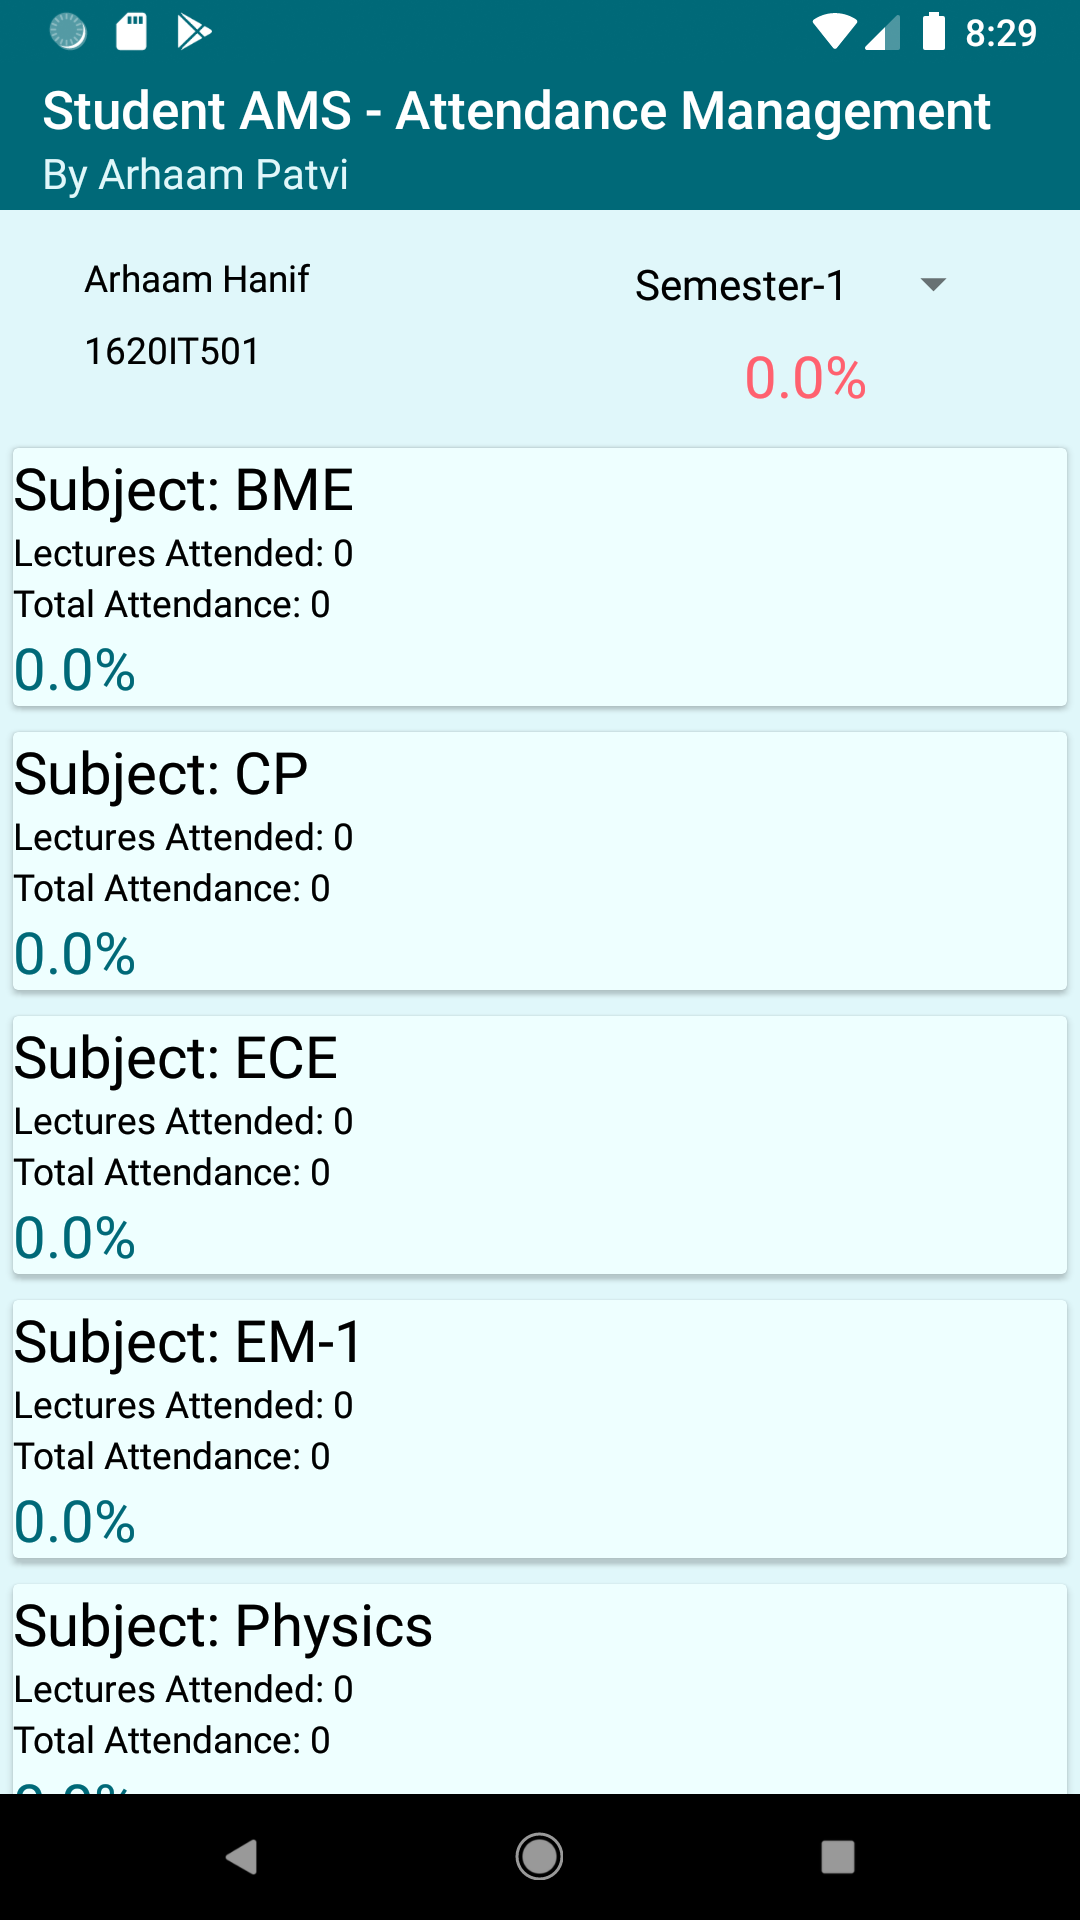 8:29
Student AMS - Attendance Management
By Arhaam Patvi
Arhaam Hanif
Semester-1
1620IT501
0.0%
Subject: BME
Lectures Attended: 0
Total Attendance: 0
0.0%
Subject: CP
Lectures Attended: 0
Total Attendance: 0
0.0%
Subject: ECE
Lectures Attended: 0
Total Attendance: 0
0.0%
Subject: EM-1
Lectures Attended: 0
Total Attendance: 0
0.0%
Subject: Physics
Lectures Attended: 0
Total Attendance: 0